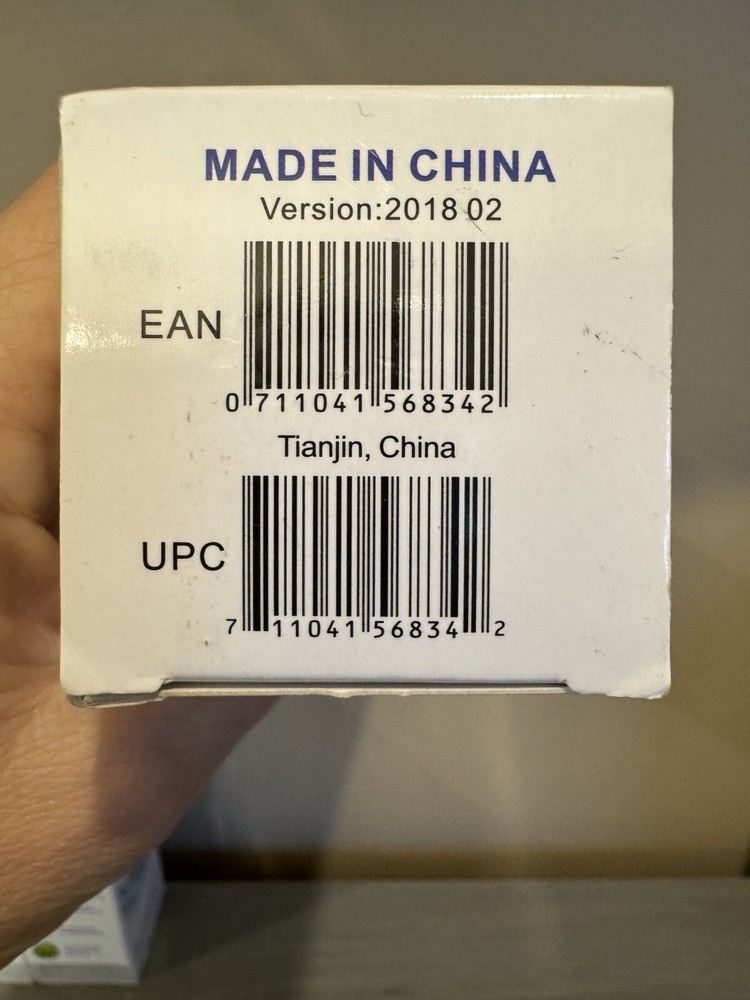 MADE IN CHINA
Version:2018 02
EAN
0 711041 568342
Tianjin, China
UPC
7 11041 56834 2